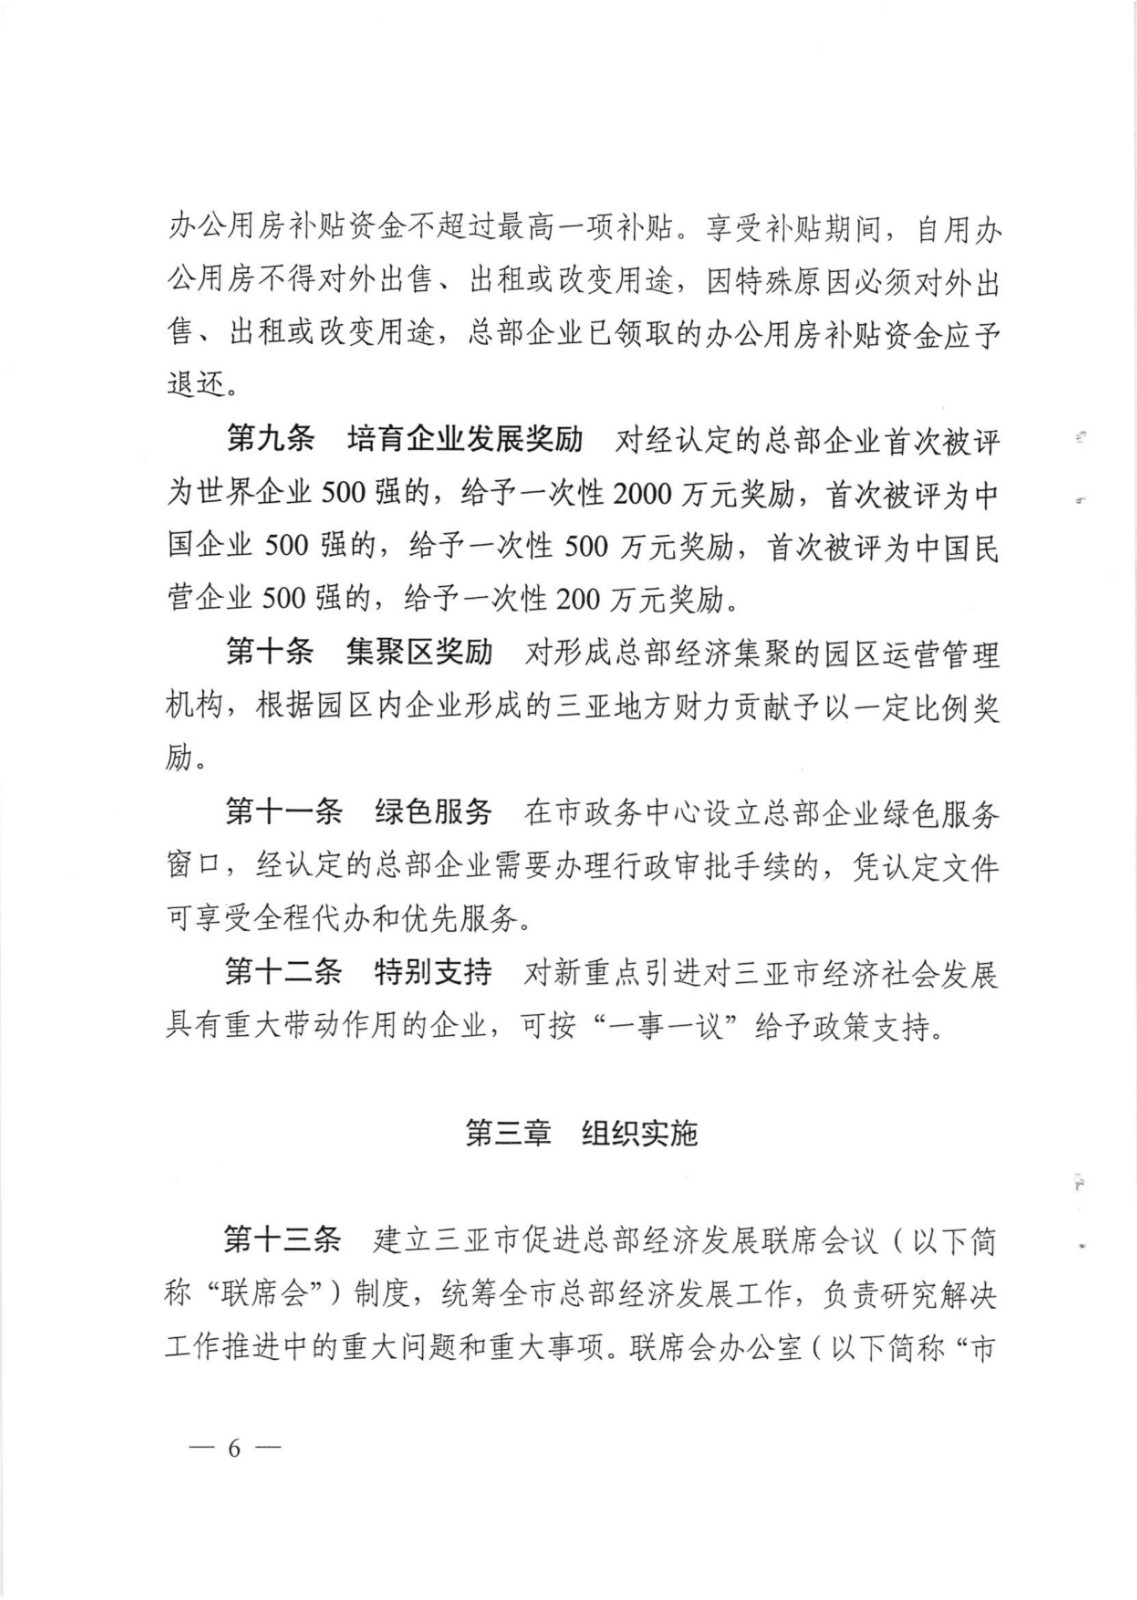 办公用房补贴资金不超过最高一项补贴。享受补贴期间，自用办
公用房不得对外出售、出租或改变用途，因特殊原因必须对外出
售、出租或改变用途，总部企业已领取的办公用房补贴资金应予
退还。
第九条　培育企业发展奖励　对经认定的总部企业首次被评
为世界企业 500 强的，给予一次性 2000 万元奖励，首次被评为中
国企业 500 强的，给予一次性 500 万元奖励，首次被评为中国民
营企业 500 强的，给予一次性 200 万元奖励。
第十条　集聚区奖励　对形成总部经济集聚的园区运营管理
机构，根据园区内企业形成的三亚地方财力贡献予以一定比例奖
励。
第十一条　绿色服务　在市政务中心设立总部企业绿色服务
窗口，经认定的总部企业需要办理行政审批手续的，凭认定文件
可享受全程代办和优先服务。
第十二条　特别支持　对新重点引进对三亚市经济社会发展
具有重大带动作用的企业，可按“一事一议”给予政策支持。
第三章　组织实施
第十三条　建立三亚市促进总部经济发展联席会议（以下简
称“联席会”）制度，统筹全市总部经济发展工作，负责研究解决
工作推进中的重大问题和重大事项。联席会办公室（以下简称“市
— 6 —